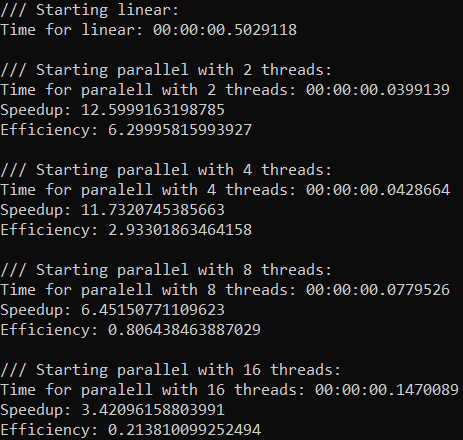 /// Starting linear:
Time for linear: 00:00:00.5029118
/// Starting parallel with 2 threads:
Time for paralell with 2 threads: 00:00:00.0399139
Speedup: 12.5999163198785
Efficiency: 6.29995815993927
/// Starting parallel with 4 threads:
Time for paralell with 4 threads: 00:00:00.0428664
Speedup: 11.7320745385663
Efficiency: 2.93301863464158
/// Starting parallel with 8 threads:
Time for paralell with 8 threads: 00:00:00.0779526
Speedup: 6.45150771109623
Efficiency: 0.806438463887029
/// Starting parallel with 16 threads:
Time for paralell with 16 threads: 00:00:00.1470089
Speedup: 3.42096158803991
Efficiency: 0.213810099252494